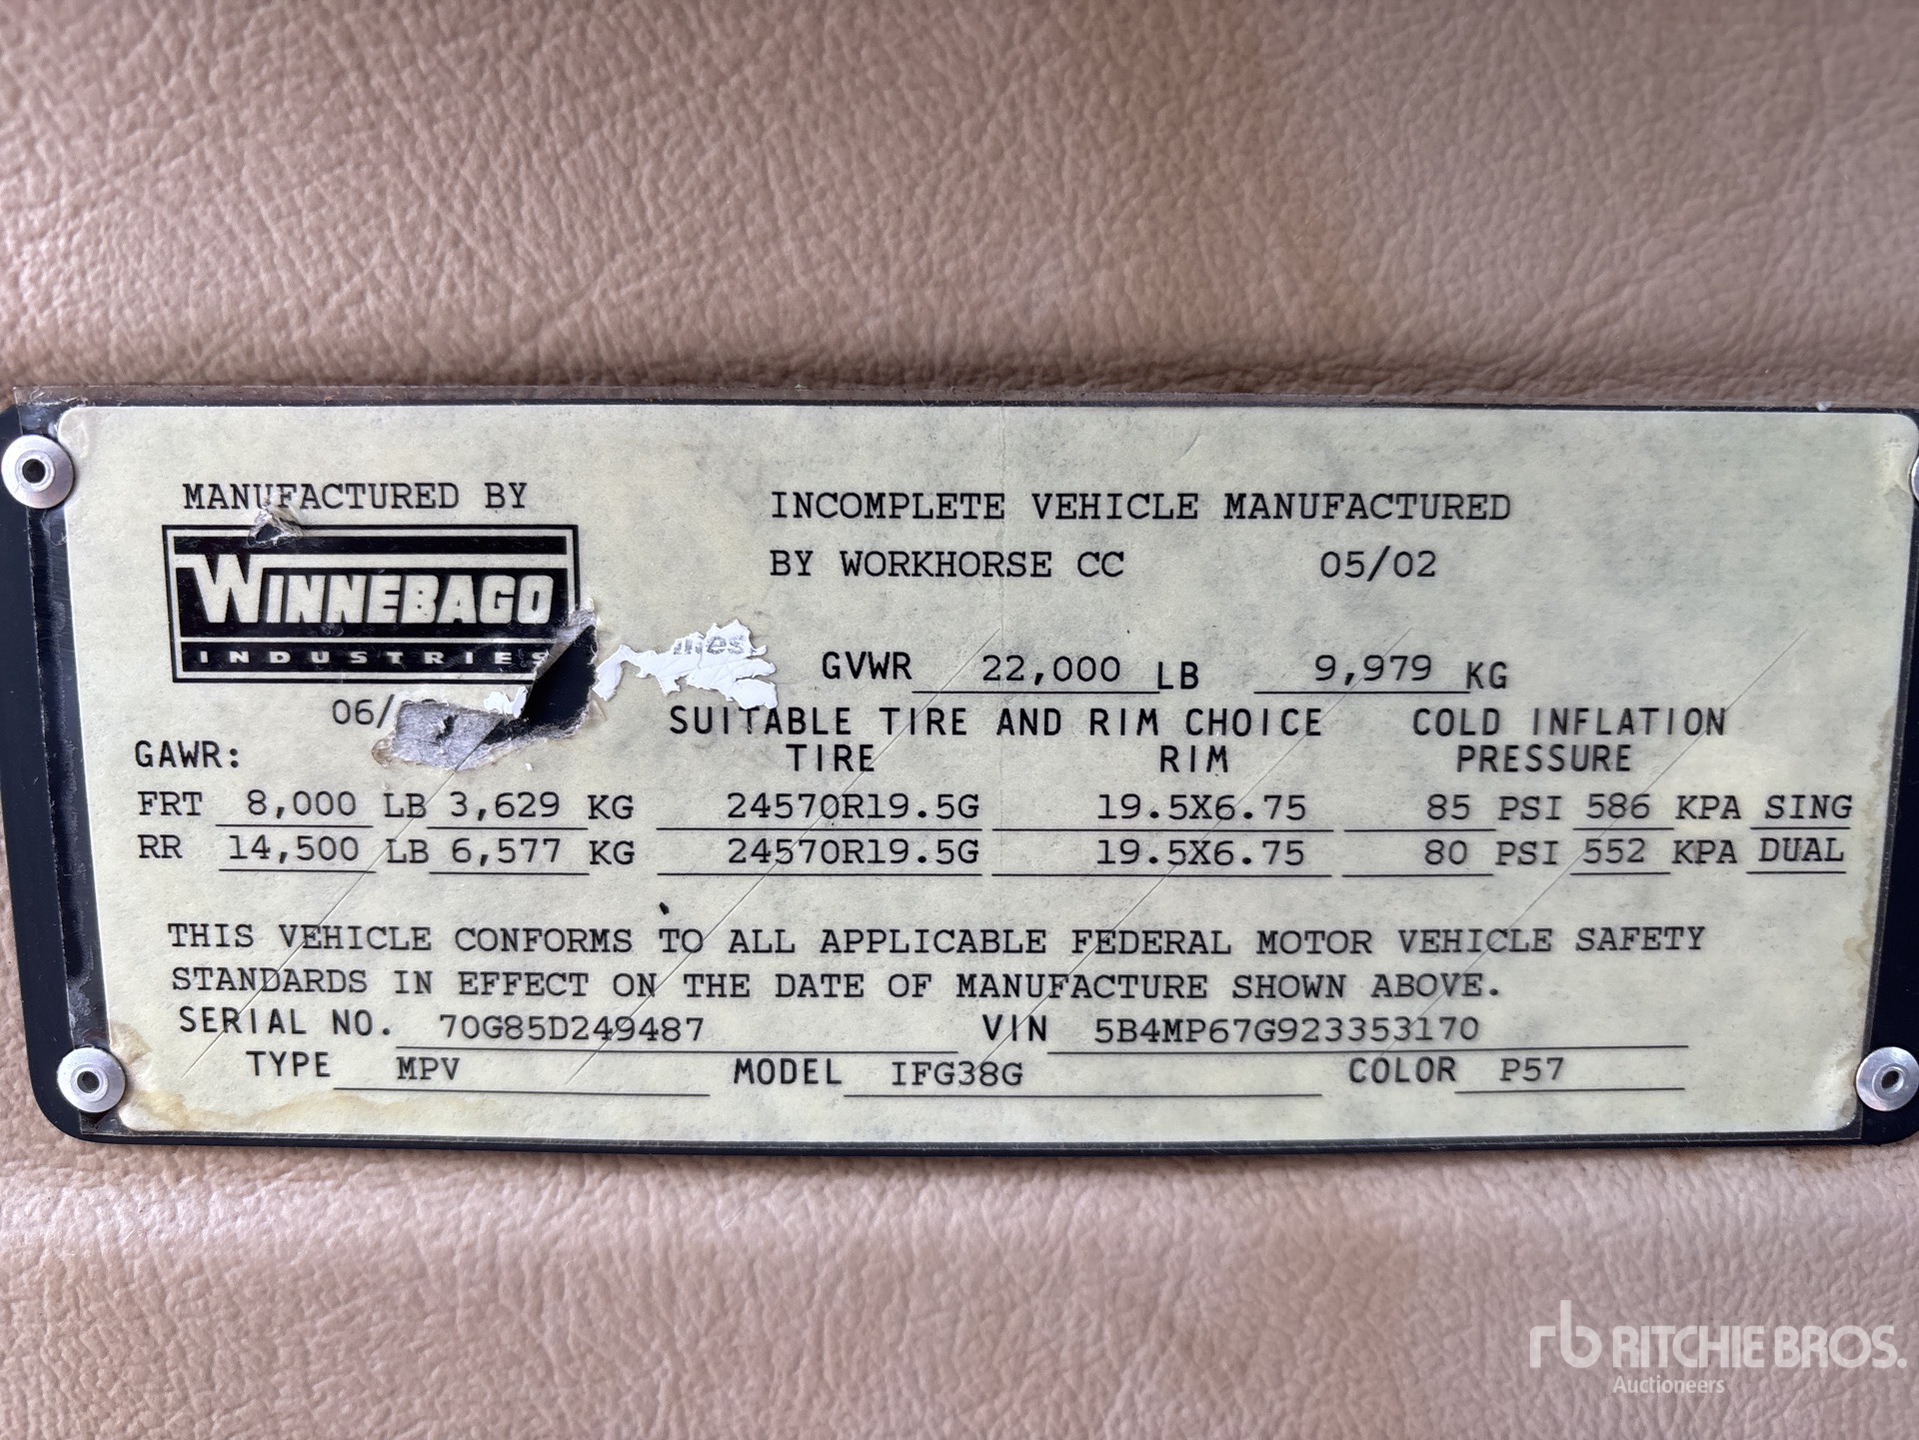 MANUFACTURED BY
WINNEBAGO
INDUSTRIES
06/
INCOMPLETE VEHICLE MANUFACTURED
BY WORKHORSE CC 05/02
GVWR 22,000 LB 9,979 KG
SUITABLE TIRE AND RIM CHOICE COLD INFLATION
GAWR: TIRE RIM PRESSURE
FRT 8,000 LB 3,629 KG 24570R19.5G 19.5X6.75 85 PSI 586 KPA SING
RR 14,500 LB 6,577 KG 24570R19.5G 19.5X6.75 80 PSI 552 KPA DUAL
THIS VEHICLE CONFORMS TO ALL APPLICABLE FEDERAL MOTOR VEHICLE SAFETY
STANDARDS IN EFFECT ON THE DATE OF MANUFACTURE SHOWN ABOVE.
SERIAL NO. 70G85D249487 VIN 5B4MP67G923353170
TYPE MPV MODEL IFG38G COLOR P57
rb RITCHIE BROS.
Auctioneers